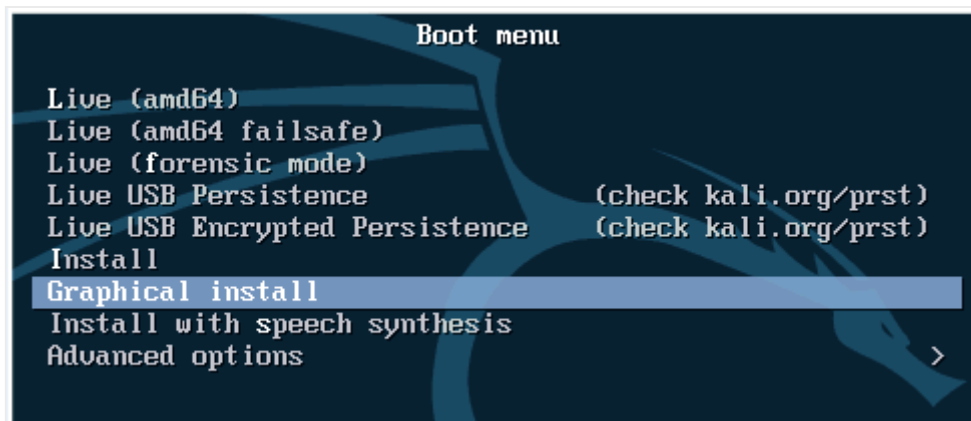 Boot menu
Live (amd64)
Live (amd64 failsafe)
Live (forensic mode)
Live USB Persistence (check kali.org/prst)
Live USB Encrypted Persistence (check kali.org/prst)
Install
Graphical install
Install with speech synthesis
Advanced options >